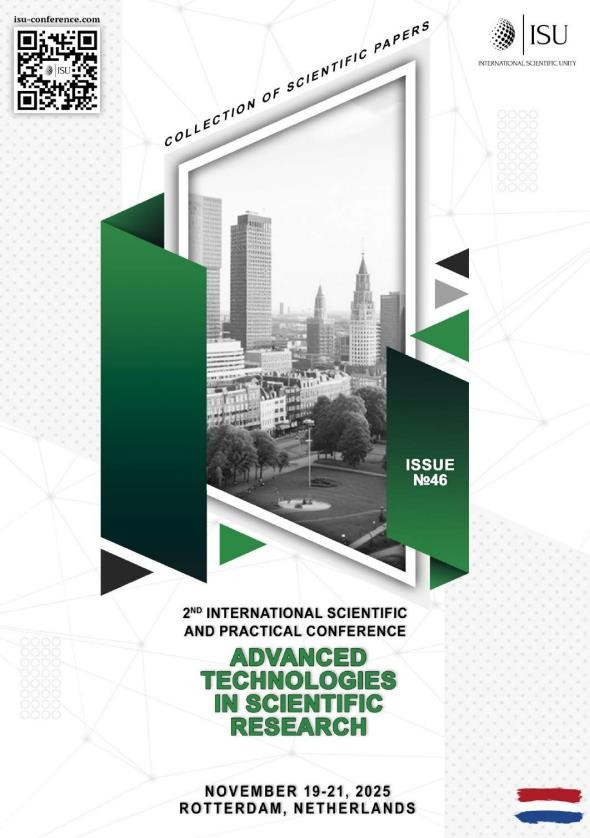 isu-conference.com
ISU
ISU
INTERNATIONAL SCIENTIFIC UNITY
COLLECTION OF SCIENTIFIC PAPERS
ISSUE
№46
2ND INTERNATIONAL SCIENTIFIC
AND PRACTICAL CONFERENCE
ADVANCED
TECHNOLOGIES
IN SCIENTIFIC
RESEARCH
NOVEMBER 19-21, 2025
ROTTERDAM, NETHERLANDS